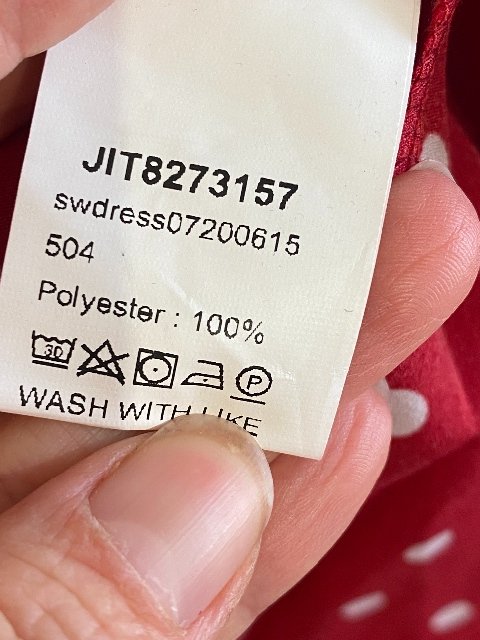 JIT8273157
swdress07200615
504
Polyester : 100%
30 P
WASH WITH LIKE